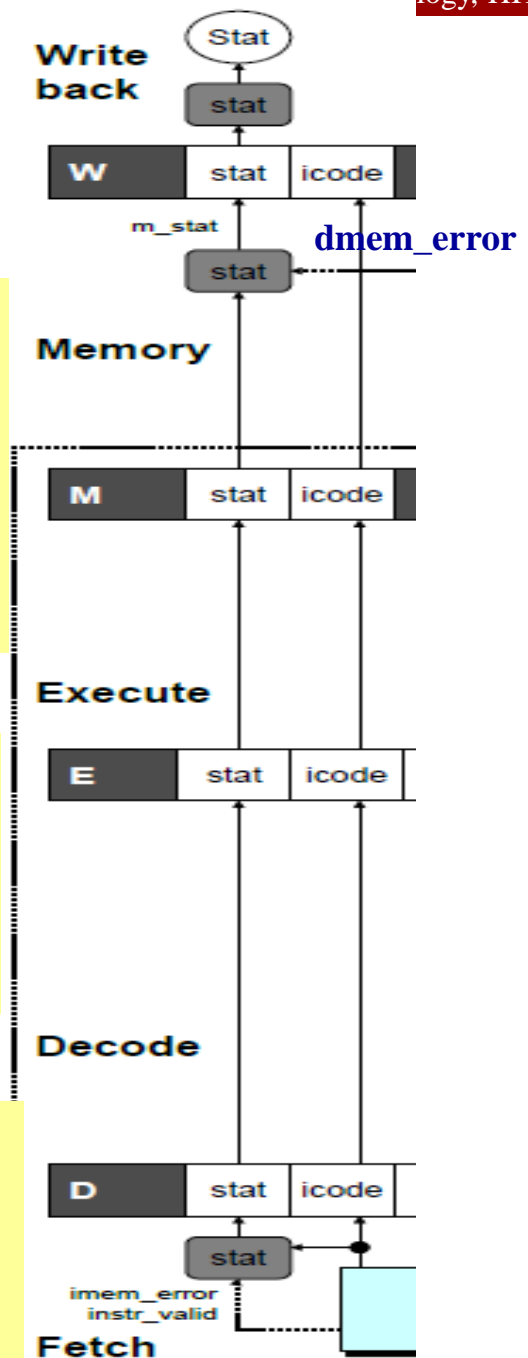 Stat
Write
back
stat
W stat icode
m_stat
dmem_error
stat
Memory
M stat icode
Execute
E stat icode
Decode
D stat icode
stat
imem_error
instr_valid
Fetch